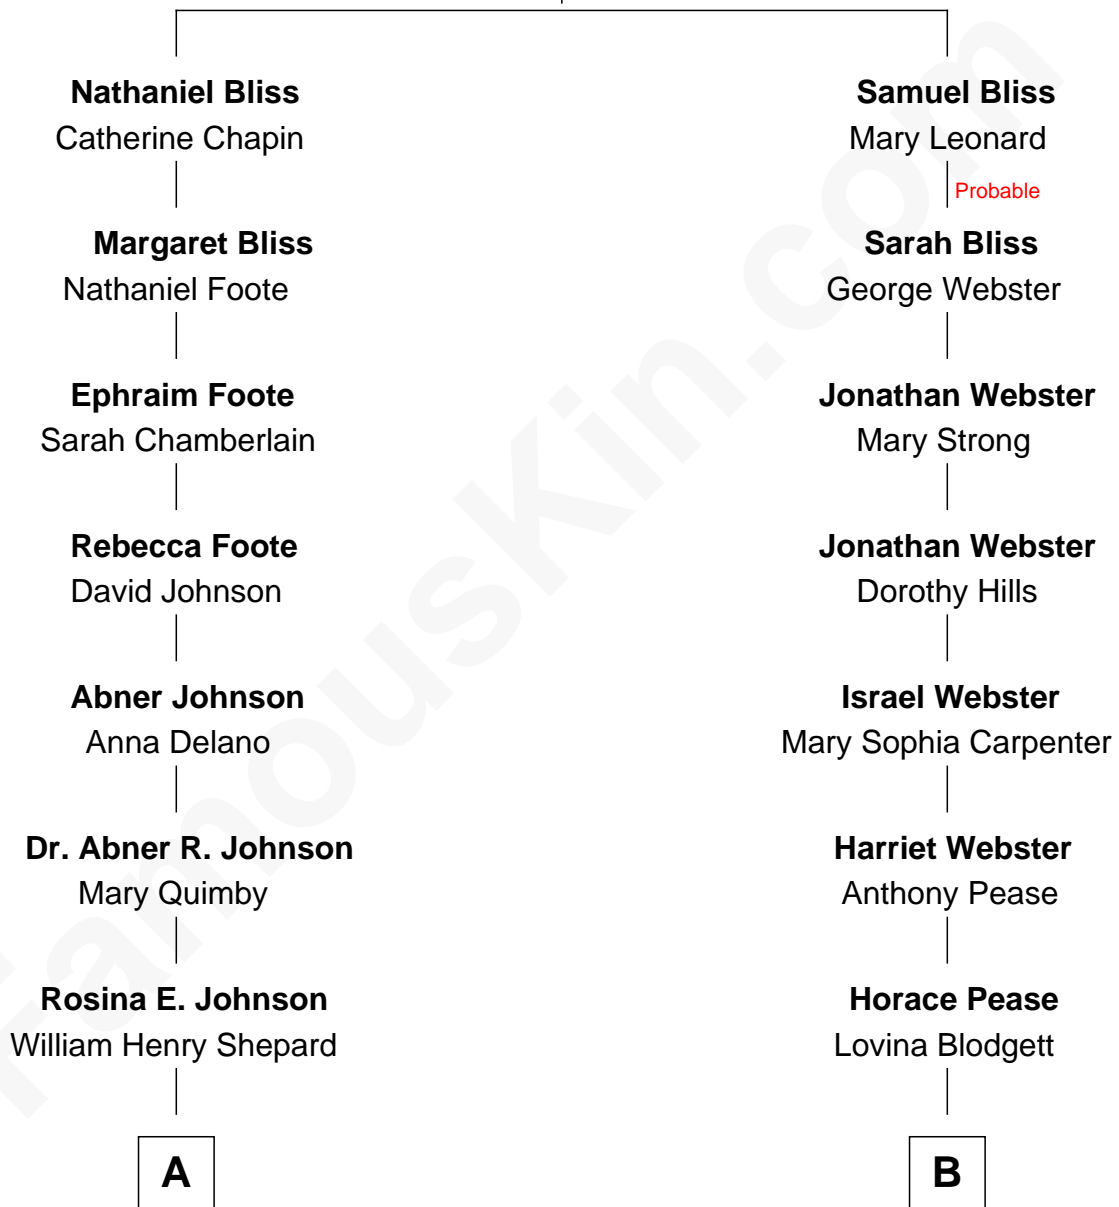 Nathaniel Bliss
Catherine Chapin
Margaret Bliss
Nathaniel Foote
Ephraim Foote
Sarah Chamberlain
Rebecca Foote
David Johnson
Abner Johnson
Anna Delano
Dr. Abner R. Johnson
Mary Quimby
Rosina E. Johnson
William Henry Shepard
A
Samuel Bliss
Mary Leonard
Probable
Sarah Bliss
George Webster
Jonathan Webster
Mary Strong
Jonathan Webster
Dorothy Hills
Israel Webster
Mary Sophia Carpenter
Harriet Webster
Anthony Pease
Horace Pease
Lovina Blodgett
B
FamousKin.com